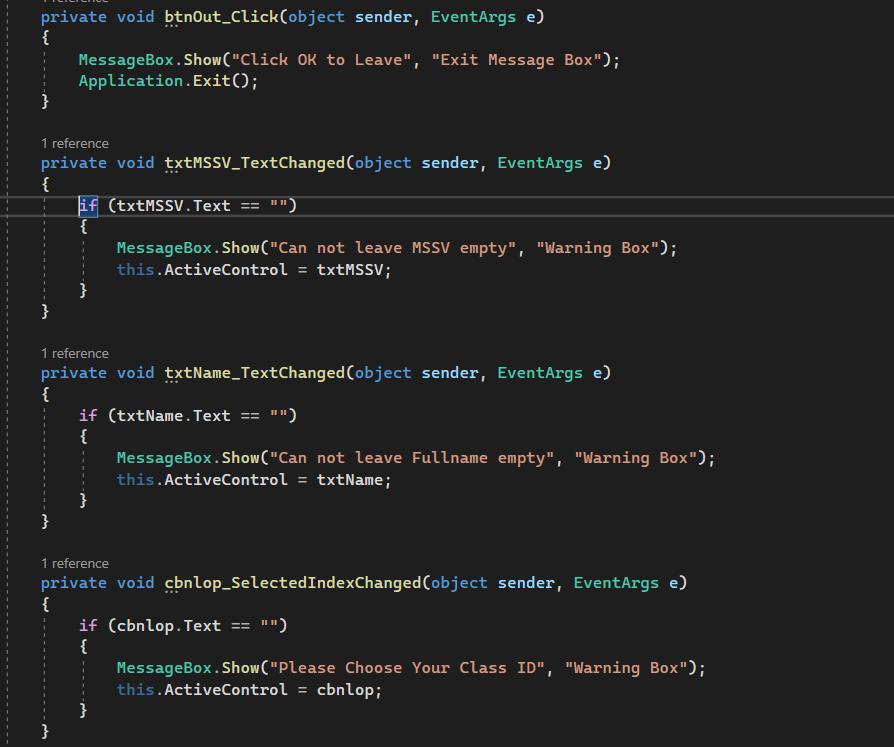 private void btnOut_Click(object sender, EventArgs e)
{
MessageBox.Show("Click OK to Leave", "Exit Message Box");
Application.Exit();
}
1 reference
private void txtMSSV_TextChanged(object sender, EventArgs e)
{
if (txtMSSV.Text == "")
{
MessageBox.Show("Can not leave MSSV empty", "Warning Box");
this.ActiveControl = txtMSSV;
}
}
1 reference
private void txtName_TextChanged(object sender, EventArgs e)
{
if (txtName.Text == "")
{
MessageBox.Show("Can not leave Fullname empty", "Warning Box");
this.ActiveControl = txtName;
}
}
1 reference
private void cbnlop_SelectedIndexChanged(object sender, EventArgs e)
{
if (cbnlop.Text == "")
{
MessageBox.Show("Please Choose Your Class ID", "Warning Box");
this.ActiveControl = cbnlop;
}
}